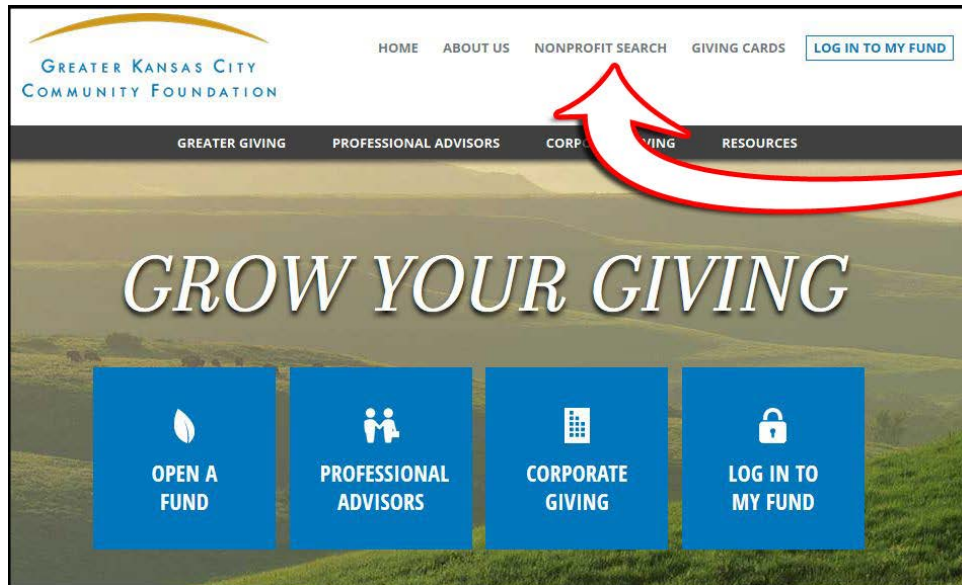 GREATER KANSAS CITY
COMMUNITY FOUNDATION
HOME ABOUT US NONPROFIT SEARCH GIVING CARDS LOG IN TO MY FUND
GREATER GIVING PROFESSIONAL ADVISORS RESOURCES
GROW YOUR GIVING
OPEN A
FUND
PROFESSIONAL
ADVISORS
CORPORATE
GIVING
LOG IN TO
MY FUND